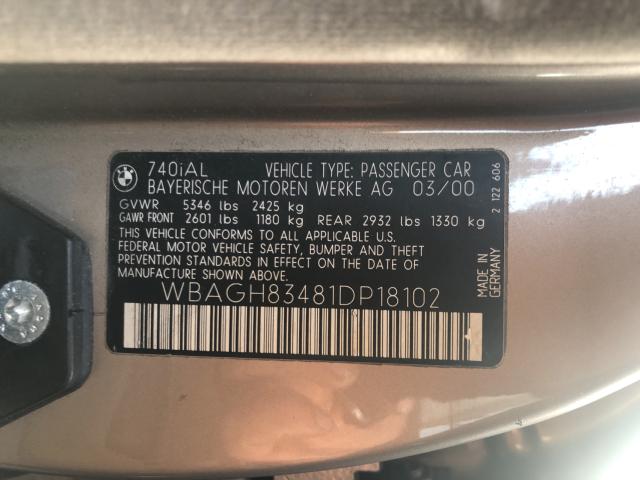 740iAL VEHICLE TYPE: PASSENGER CAR
BAYERISCHE MOTOREN WERKE AG 03/00
GVWR 5346 lbs 2425 kg
GAWR FRONT 2601 lbs 1180 kg REAR 2932 lbs 1330 kg
THIS VEHICLE CONFORMS TO ALL APPLICABLE U.S.
FEDERAL MOTOR VEHICLE SAFETY, BUMPER AND THEFT
PREVENTION STANDARDS IN EFFECT ON THE DATE OF
MANUFACTURE SHOWN ABOVE.
WBAGH83481DP18102
MADE IN
GERMANY
2 122 606
BMW